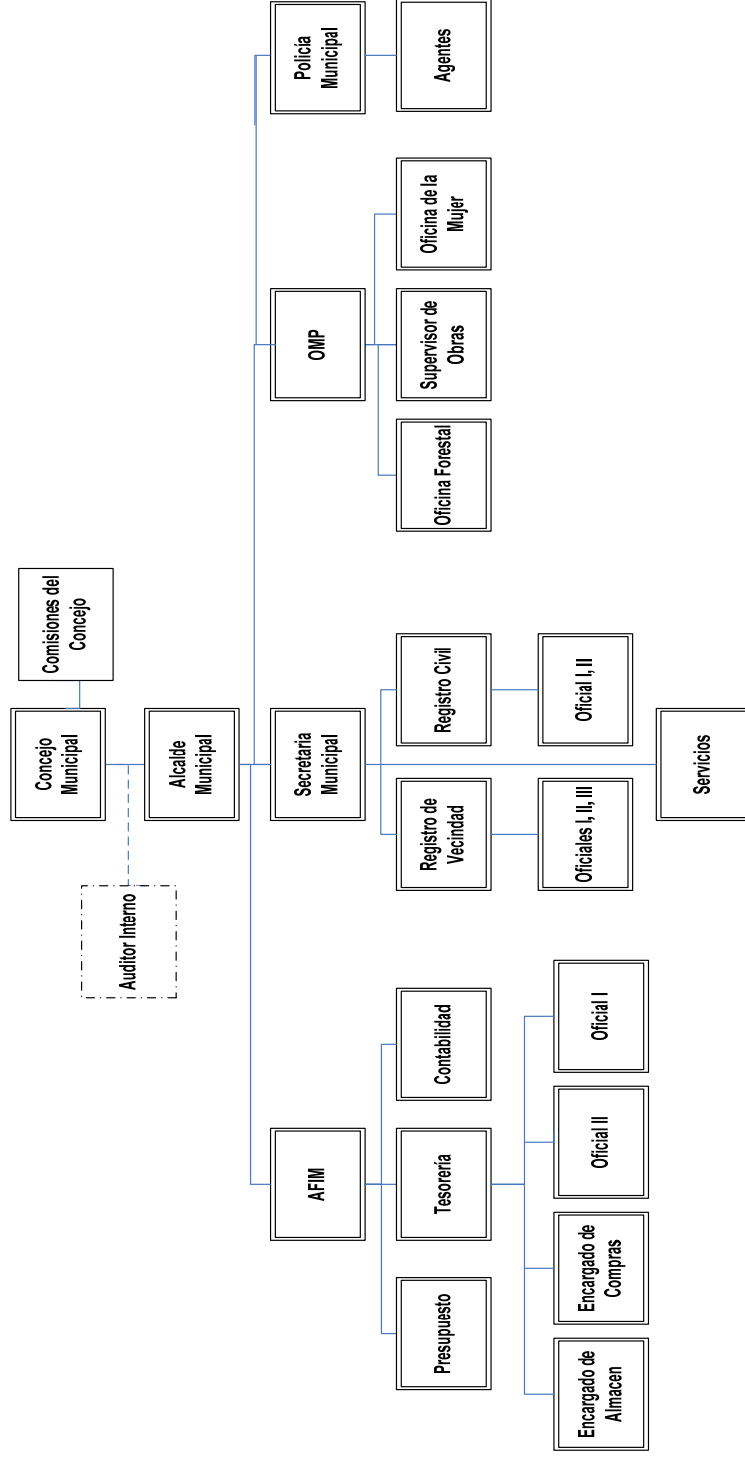 Concejo
Municipal
Comisiones del
Concejo
Auditor Interno
Alcalde
Municipal
AFIM
Secretaria
Municipal
OMP
Policía
Municipal
Presupuesto
Tesorería
Contabilidad
Registro de
Vecindad
Registro Civil
Oficina Forestal
Supervisor de
Obras
Oficina de la
Mujer
Agentes
Encargado de
Almacen
Encargado de
Compras
Oficial II
Oficial I
Oficiales I, II, III
Oficial I, II
Servicios